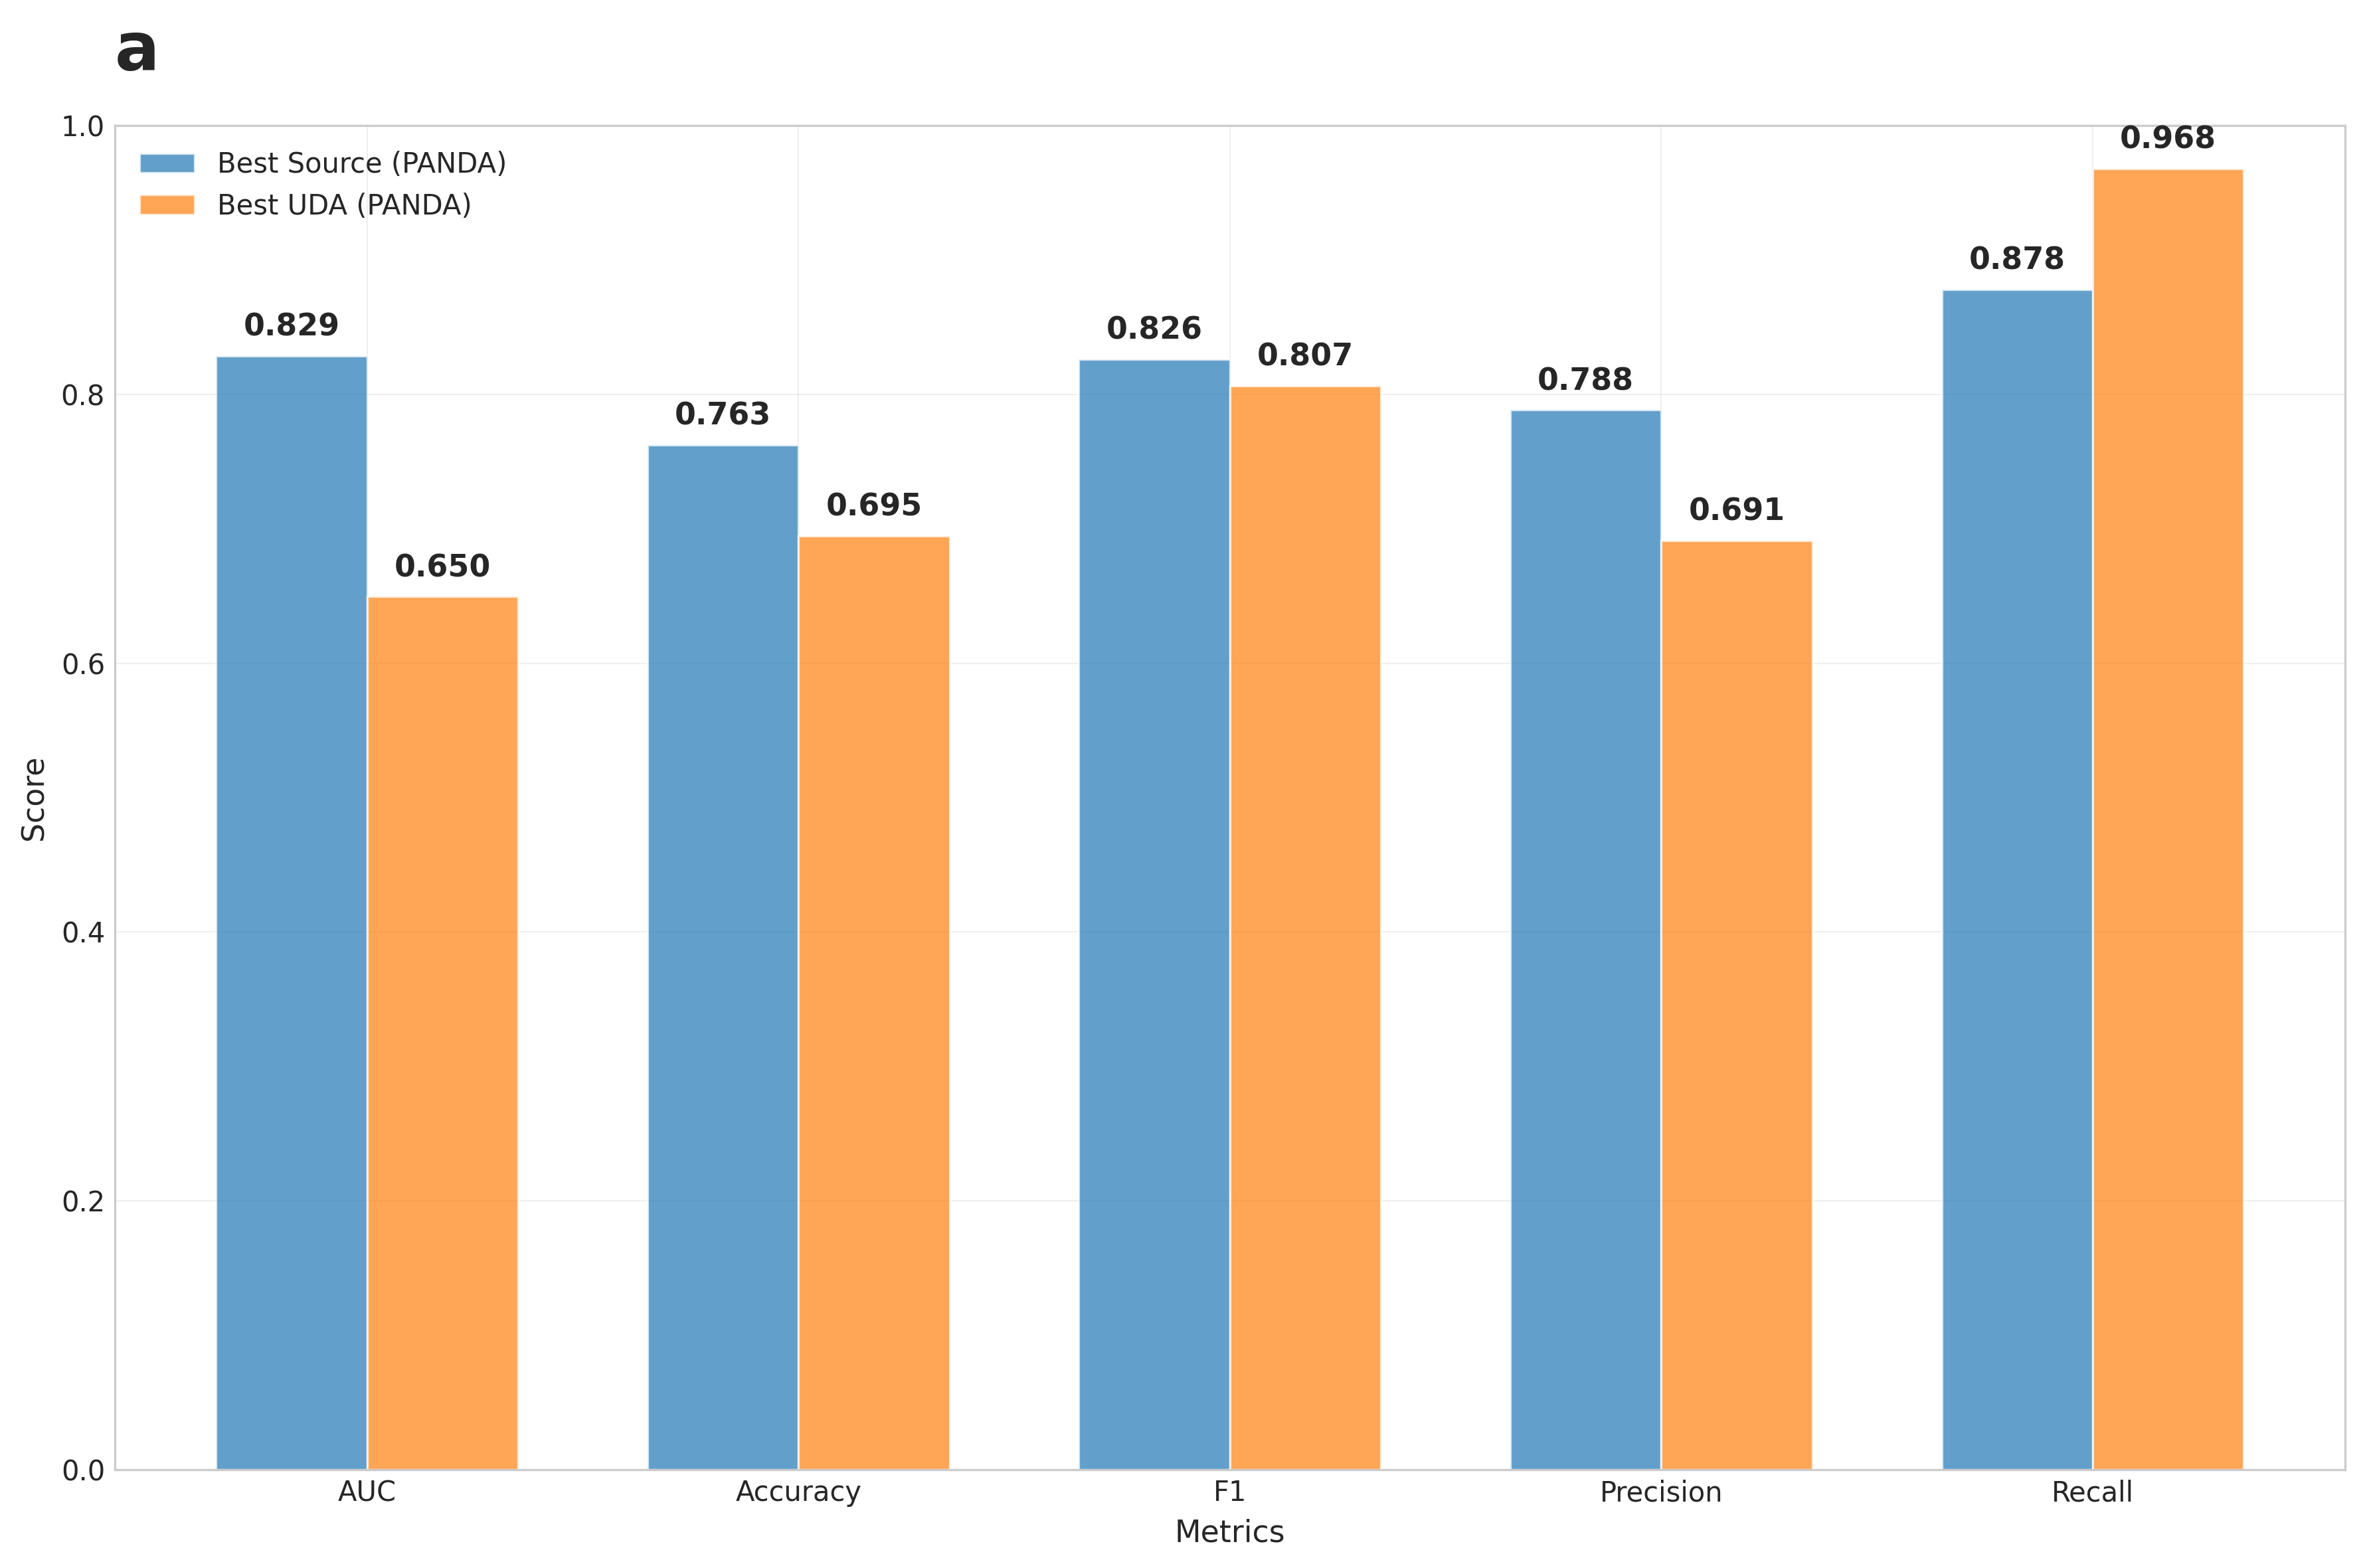 a
1.0
0.8
0.6
0.4
0.2
0.0
Score
Best Source (PANDA)
Best UDA (PANDA)
0.829
0.650
0.763
0.695
0.826
0.807
0.788
0.691
0.878
0.968
AUC
Accuracy
F1
Precision
Recall
Metrics